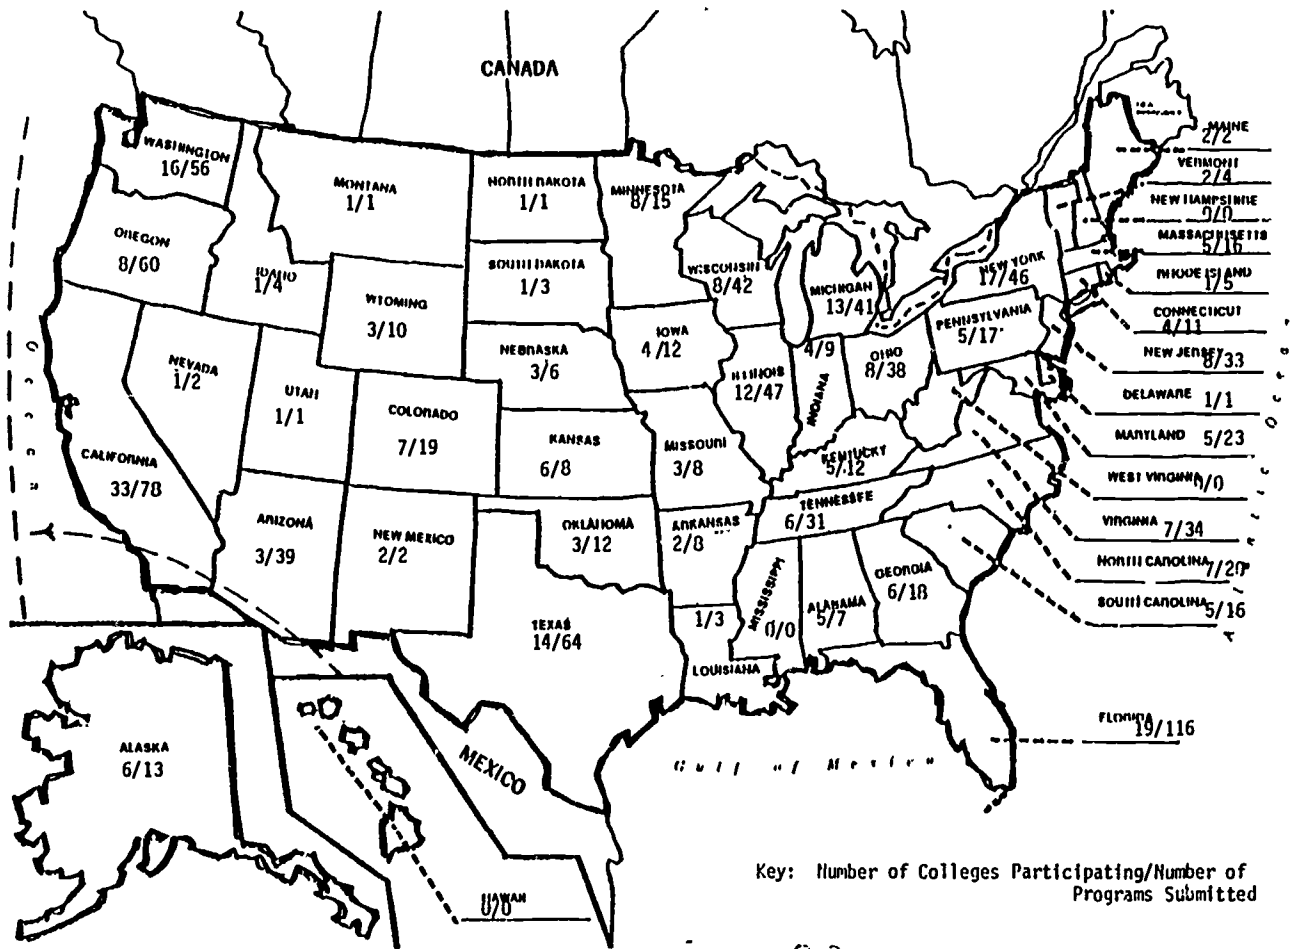 CANADA
MAINE
2/2
VERMONT
2/4
NEW HAMPSHIRE
0/0
MASSACHUSETTS
5/16
RHODE ISLAND
1/5
CONNECTICUT
4/11
NEW JERSEY
8/33
DELAWARE 1/1
MARYLAND 5/23
WEST VIRGINIA 0/0
VIRGINIA 7/34
NORTH CAROLINA 7/20
SOUTH CAROLINA 5/16
FLORIDA 19/116
WASHINGTON
16/56
MONTANA
1/1
NORTH DAKOTA
1/1
MINNESOTA
8/15
OREGON
8/60
IDAHO
1/4
WYOMING
3/10
SOUTH DAKOTA
1/3
WISCONSIN
8/42
MICHIGAN
13/41
NEW YORK
17/46
PENNSYLVANIA
5/17
NEVADA
1/2
UTAH
1/1
COLORADO
7/19
NEBRASKA
3/6
IOWA
4/12
ILLINOIS
12/47
4/9
INDIANA
OHIO
8/38
CALIFORNIA
33/78
KANSAS
6/8
MISSOURI
3/8
KENTUCKY
5/12
TENNESSEE
6/31
ARIZONA
3/39
NEW MEXICO
2/2
OKLAHOMA
3/12
ARKANSAS
2/8
MISSISSIPPI
0/0
ALABAMA
5/7
GEORGIA
6/18
TEXAS
14/64
1/3
LOUISIANA
ALASKA
6/13
MEXICO
Gulf of Mexico
HAWAII
0/0
Key: Number of Colleges Participating/Number of
Programs Submitted